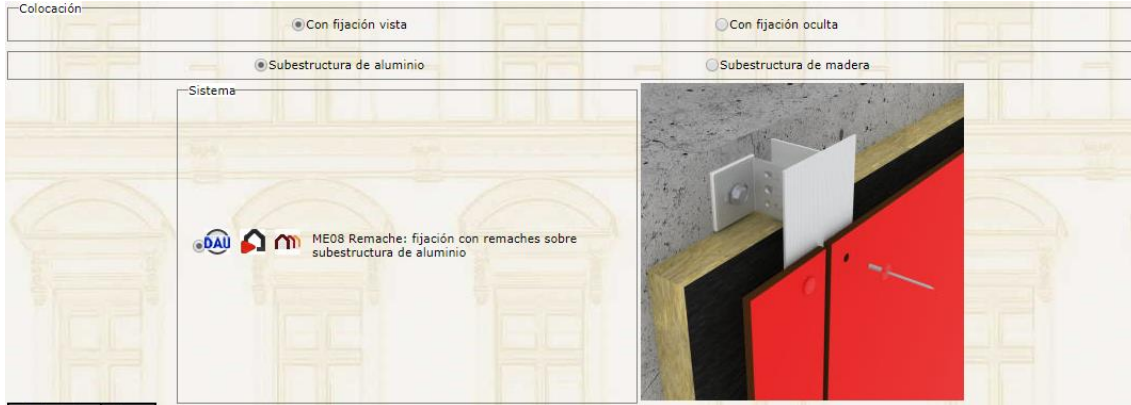 Colocación
Con fijación vista
Con fijación oculta
Subestructura de aluminio
Subestructura de madera
Sistema
DAU
ME08 Remache: fijación con remaches sobre
subestructura de aluminio